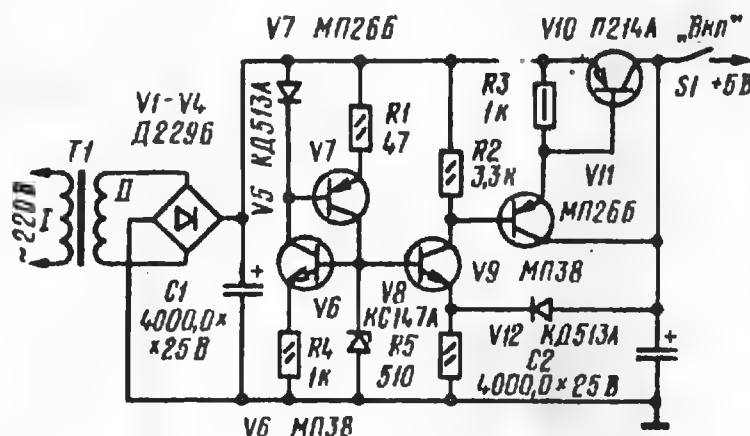 V7 МП26Б
V10 П214А
„Вкл"
S1 +5В
R3
1к
V1-V4
Д229Б
V5 КД513А
R1
47
V7
R2
3,3к
V11
МП26Б
T1
~220В
I
II
V6
V8
КС147А
V9
МП38
C1
4000,0×
×25В
R4
1к
R5
510
V12 КД513А
C2
4000,0×25В
V6 МП38